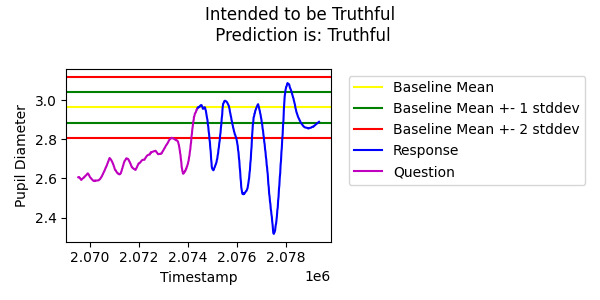 Intended to be Truthful
Prediction is: Truthful
Pupil Diameter
3.0
2.8
2.6
2.4
2.070 2.072 2.074 2.076 2.078
1e6
Timestamp
Baseline Mean
Baseline Mean +- 1 stddev
Baseline Mean +- 2 stddev
Response
Question